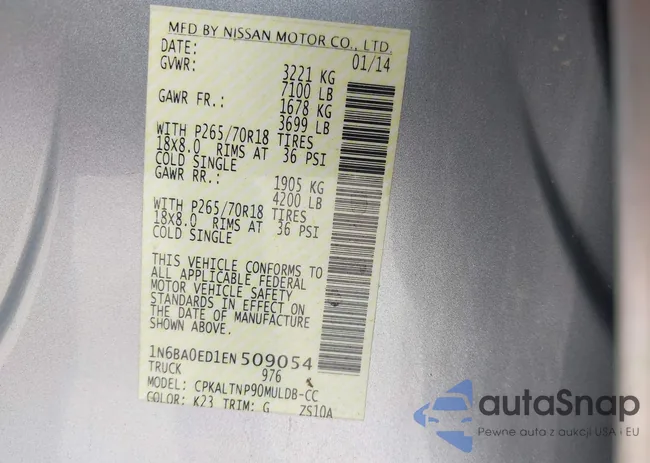 MFD BY NISSAN MOTOR CO., LTD.
DATE: 01/14
GVWR: 3221 KG
7100 LB
GAWR FR.: 1678 KG
3699 LB
WITH P265/70R18 TIRES
18X8.0 RIMS AT 36 PSI
COLD SINGLE
GAWR RR.: 1905 KG
4200 LB
WITH P265/70R18 TIRES
18X8.0 RIMS AT 36 PSI
COLD SINGLE
THIS VEHICLE CONFORMS TO
ALL APPLICABLE FEDERAL
MOTOR VEHICLE SAFETY
STANDARDS IN EFFECT ON
THE DATE OF MANUFACTURE
SHOWN ABOVE.
1N6BA0ED1EN509054
TRUCK 976
MODEL: CPKALTNP90MULDB-CC
COLOR: K23 TRIM: G ZS10A
autaSnap
Pewne auto z aukcji USA i EU